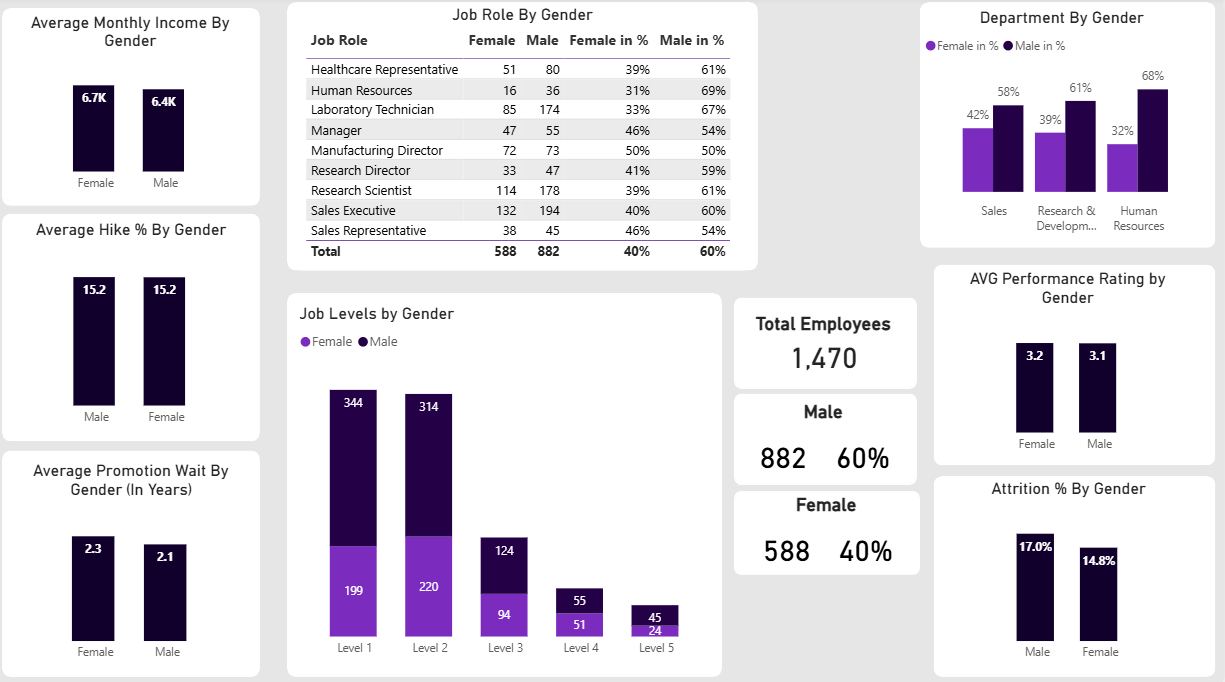 Average Monthly Income By
Gender
6.7K
6.4K
Female Male
Average Hike % By Gender
15.2
15.2
Male Female
Average Promotion Wait By
Gender (In Years)
2.3
2.1
Female Male
Job Role By Gender
Job Role Female Male Female in % Male in %
Healthcare Representative 51 80 39% 61%
Human Resources 16 36 31% 69%
Laboratory Technician 85 174 33% 67%
Manager 47 55 46% 54%
Manufacturing Director 72 73 50% 50%
Research Director 33 47 41% 59%
Research Scientist 114 178 39% 61%
Sales Executive 132 194 40% 60%
Sales Representative 38 45 46% 54%
Total 588 882 40% 60%
Job Levels by Gender
Female Male
344
314
124
55
45
199
220
94
51
24
Level 1 Level 2 Level 3 Level 4 Level 5
Total Employees
1,470
Male
882 60%
Female
588 40%
Department By Gender
Female in % Male in %
42%
58%
39%
61%
32%
68%
Sales
Research &
Developm...
Human
Resources
AVG Performance Rating by
Gender
3.2
3.1
Female Male
Attrition % By Gender
17.0%
14.8%
Male Female